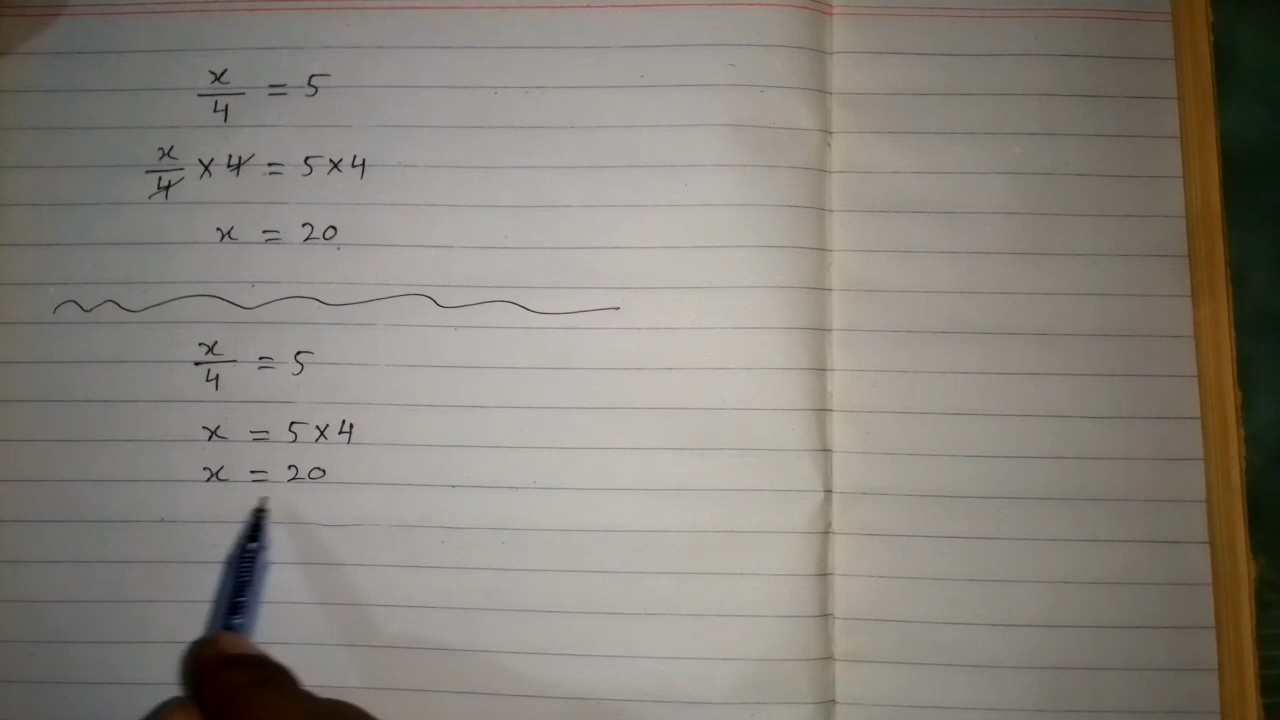 x/4 = 5
x/4 × 4 = 5×4
x = 20
x/4 = 5
x = 5×4
x = 20